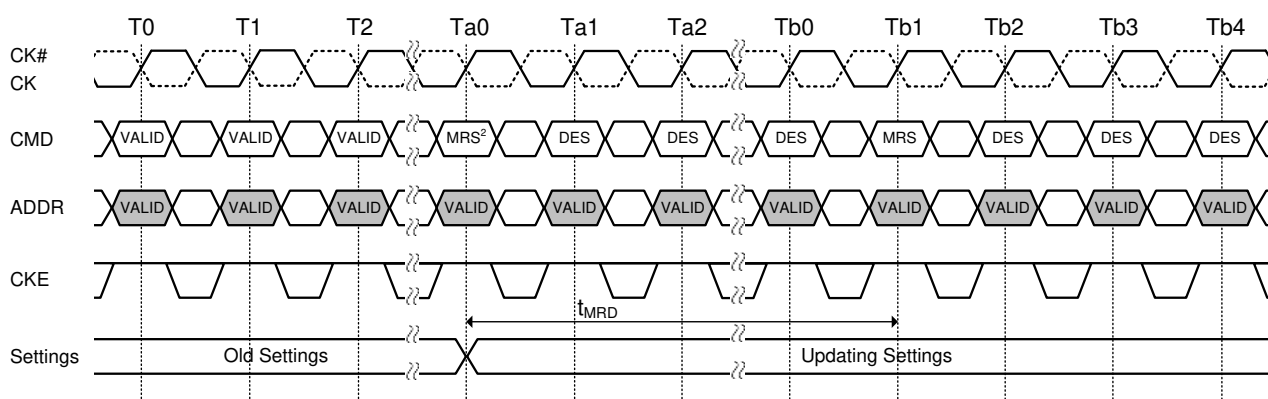 T0 T1 T2 Ta0 Ta1 Ta2 Tb0 Tb1 Tb2 Tb3 Tb4
CK#
CK
CMD VALID VALID VALID MRS² DES DES DES MRS DES DES DES
ADDR VALID VALID VALID VALID VALID VALID VALID VALID VALID VALID VALID
CKE
tMRD
Settings Old Settings Updating Settings